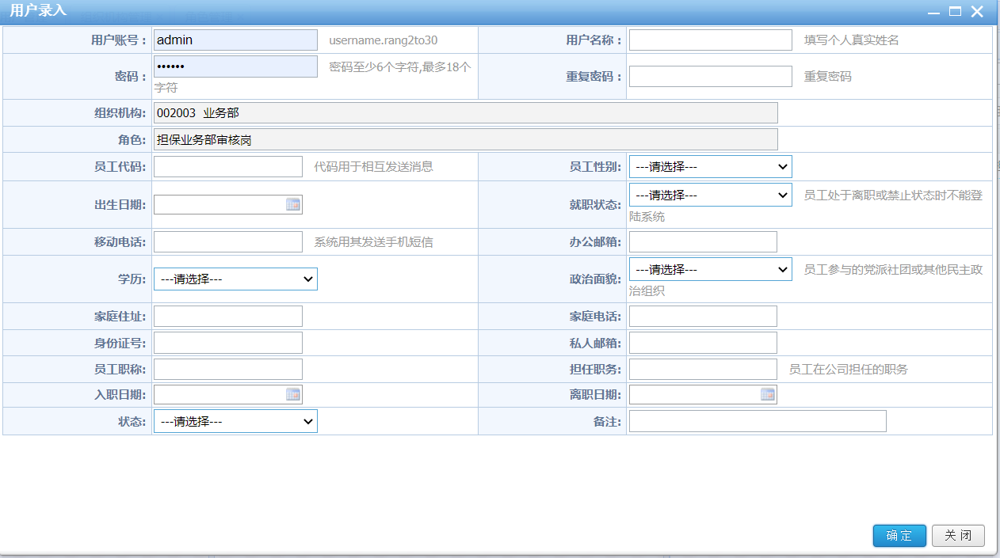 用户录入
用户账号： admin username.rang2to30 用户名称： 填写个人真实姓名
密码： •••••• 密码至少6个字符,最多18个
字符
重复密码： 重复密码
组织机构: 002003 业务部
角色: 担保业务部审核岗
员工代码: 代码用于相互发送消息 员工性别: ---请选择---
出生日期: 就职状态: ---请选择--- 员工处于离职或禁止状态时不能登
陆系统
移动电话: 系统用其发送手机短信 办公邮箱:
学历: ---请选择--- 政治面貌: ---请选择--- 员工参与的党派社团或其他民主政
治组织
家庭住址: 家庭电话:
身份证号: 私人邮箱:
员工职称: 担任职务: 员工在公司担任的职务
入职日期: 离职日期:
状态: ---请选择--- 备注:
确定 关闭